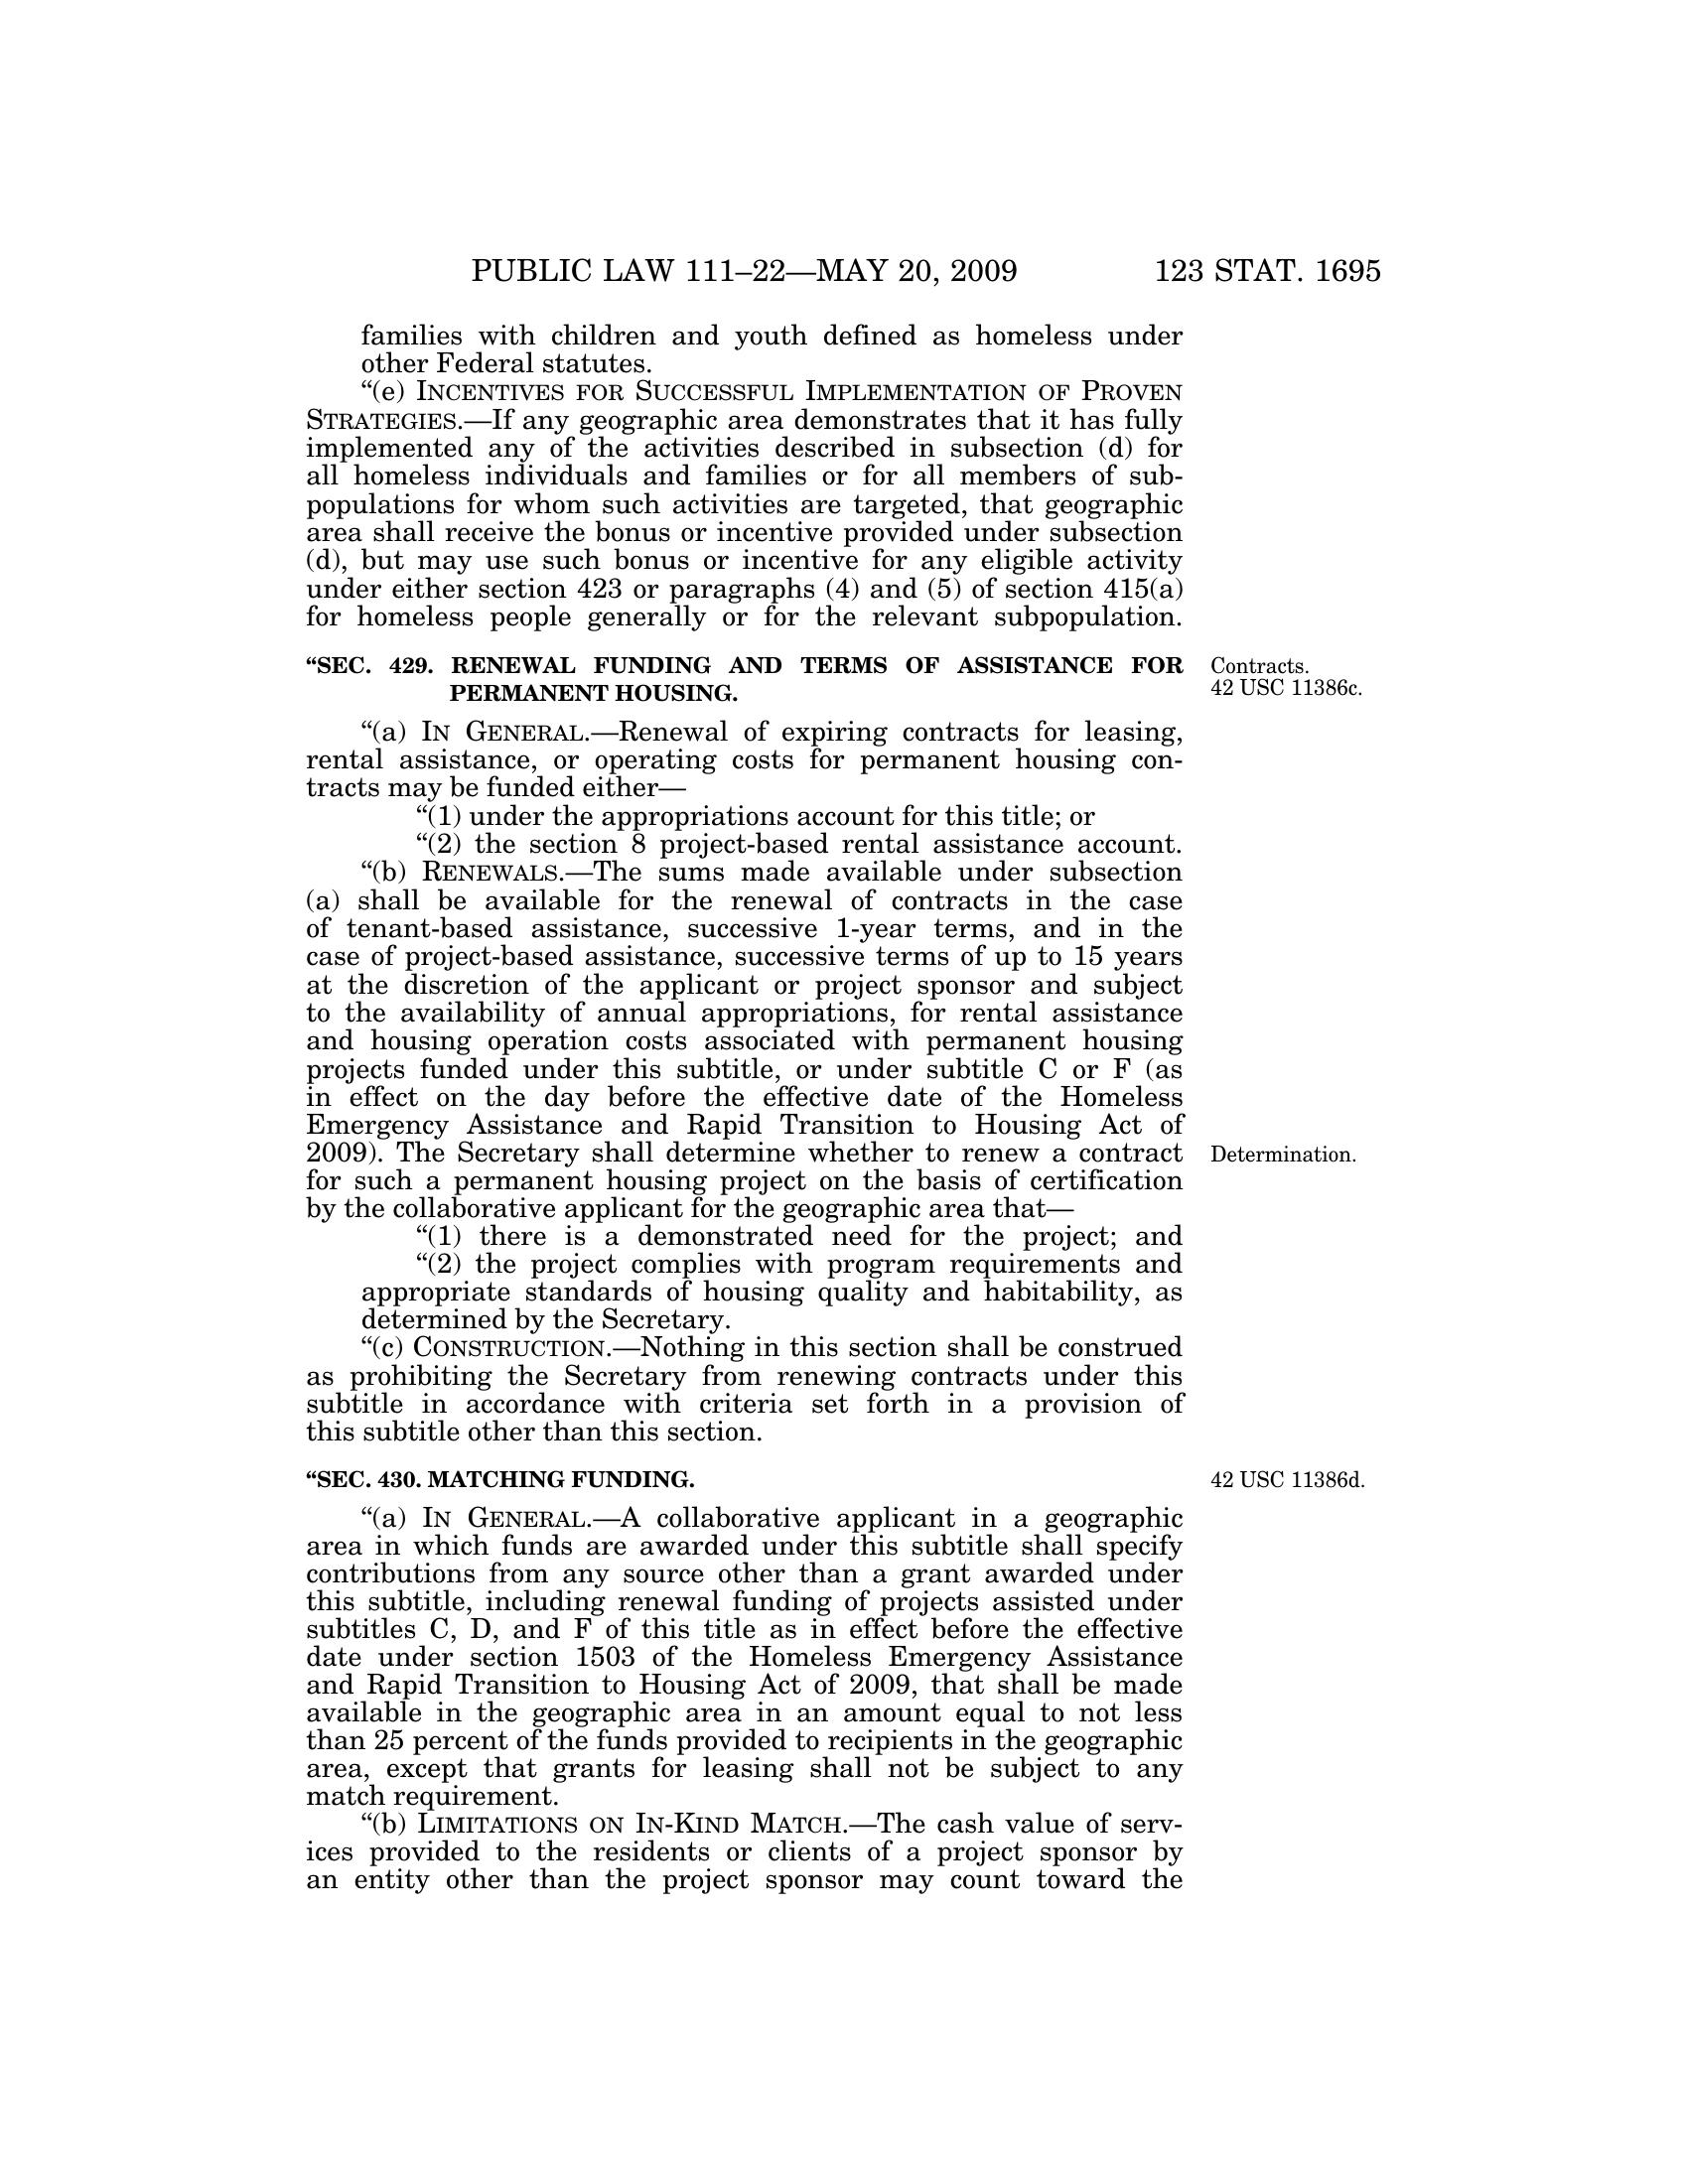 PUBLIC LAW 111–22—MAY 20, 2009 123 STAT. 1695
families with children and youth defined as homeless under
other Federal statutes.
“(e) INCENTIVES FOR SUCCESSFUL IMPLEMENTATION OF PROVEN
STRATEGIES.—If any geographic area demonstrates that it has fully
implemented any of the activities described in subsection (d) for
all homeless individuals and families or for all members of sub-
populations for whom such activities are targeted, that geographic
area shall receive the bonus or incentive provided under subsection
(d), but may use such bonus or incentive for any eligible activity
under either section 423 or paragraphs (4) and (5) of section 415(a)
for homeless people generally or for the relevant subpopulation.
“SEC. 429. RENEWAL FUNDING AND TERMS OF ASSISTANCE FOR
PERMANENT HOUSING.
Contracts.
42 USC 11386c.
“(a) IN GENERAL.—Renewal of expiring contracts for leasing,
rental assistance, or operating costs for permanent housing con-
tracts may be funded either—
“(1) under the appropriations account for this title; or
“(2) the section 8 project-based rental assistance account.
“(b) RENEWALS.—The sums made available under subsection
(a) shall be available for the renewal of contracts in the case
of tenant-based assistance, successive 1-year terms, and in the
case of project-based assistance, successive terms of up to 15 years
at the discretion of the applicant or project sponsor and subject
to the availability of annual appropriations, for rental assistance
and housing operation costs associated with permanent housing
projects funded under this subtitle, or under subtitle C or F (as
in effect on the day before the effective date of the Homeless
Emergency Assistance and Rapid Transition to Housing Act of
2009). The Secretary shall determine whether to renew a contract
Determination.
for such a permanent housing project on the basis of certification
by the collaborative applicant for the geographic area that—
“(1) there is a demonstrated need for the project; and
“(2) the project complies with program requirements and
appropriate standards of housing quality and habitability, as
determined by the Secretary.
“(c) CONSTRUCTION.—Nothing in this section shall be construed
as prohibiting the Secretary from renewing contracts under this
subtitle in accordance with criteria set forth in a provision of
this subtitle other than this section.
“SEC. 430. MATCHING FUNDING.
42 USC 11386d.
“(a) IN GENERAL.—A collaborative applicant in a geographic
area in which funds are awarded under this subtitle shall specify
contributions from any source other than a grant awarded under
this subtitle, including renewal funding of projects assisted under
subtitles C, D, and F of this title as in effect before the effective
date under section 1503 of the Homeless Emergency Assistance
and Rapid Transition to Housing Act of 2009, that shall be made
available in the geographic area in an amount equal to not less
than 25 percent of the funds provided to recipients in the geographic
area, except that grants for leasing shall not be subject to any
match requirement.
“(b) LIMITATIONS ON IN-KIND MATCH.—The cash value of serv-
ices provided to the residents or clients of a project sponsor by
an entity other than the project sponsor may count toward the